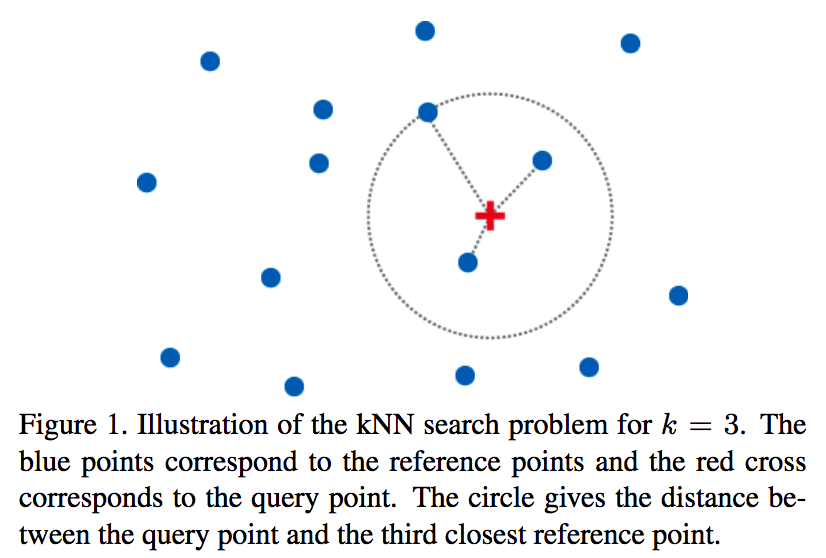 Figure 1. Illustration of the kNN search problem for k = 3. The
blue points correspond to the reference points and the red cross
corresponds to the query point. The circle gives the distance be-
tween the query point and the third closest reference point.